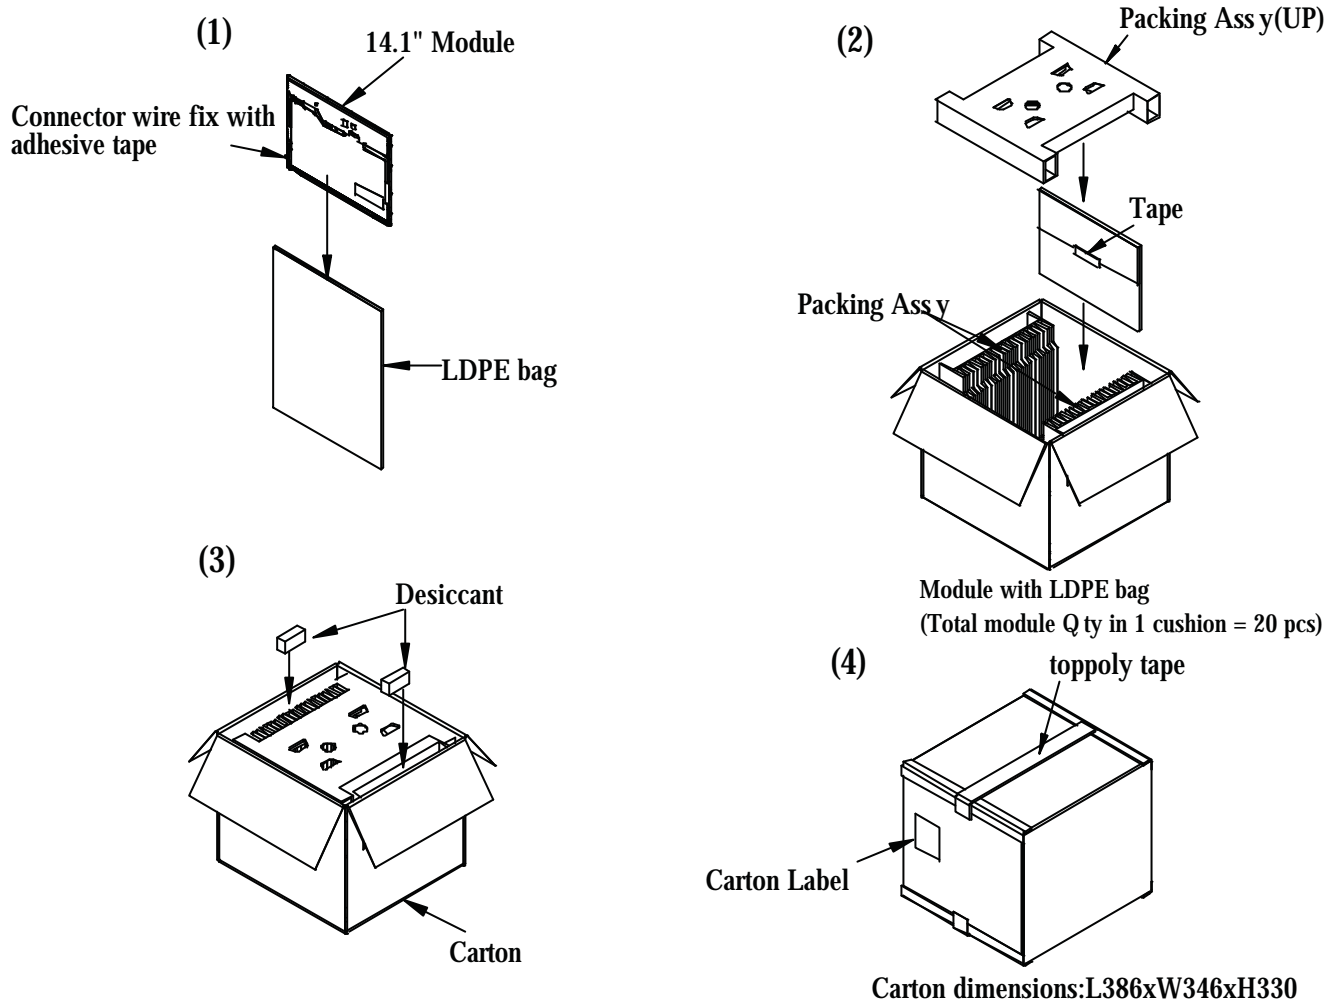 (1)
14.1" Module
Connector wire fix with
adhesive tape
LDPE bag
(2)
Packing Ass y(UP)
Tape
Packing Ass y
Module with LDPE bag
(Total module Q ty in 1 cushion = 20 pcs)
(3)
Desiccant
Carton
(4)
toppoly tape
Carton Label
Carton dimensions:L386xW346xH330